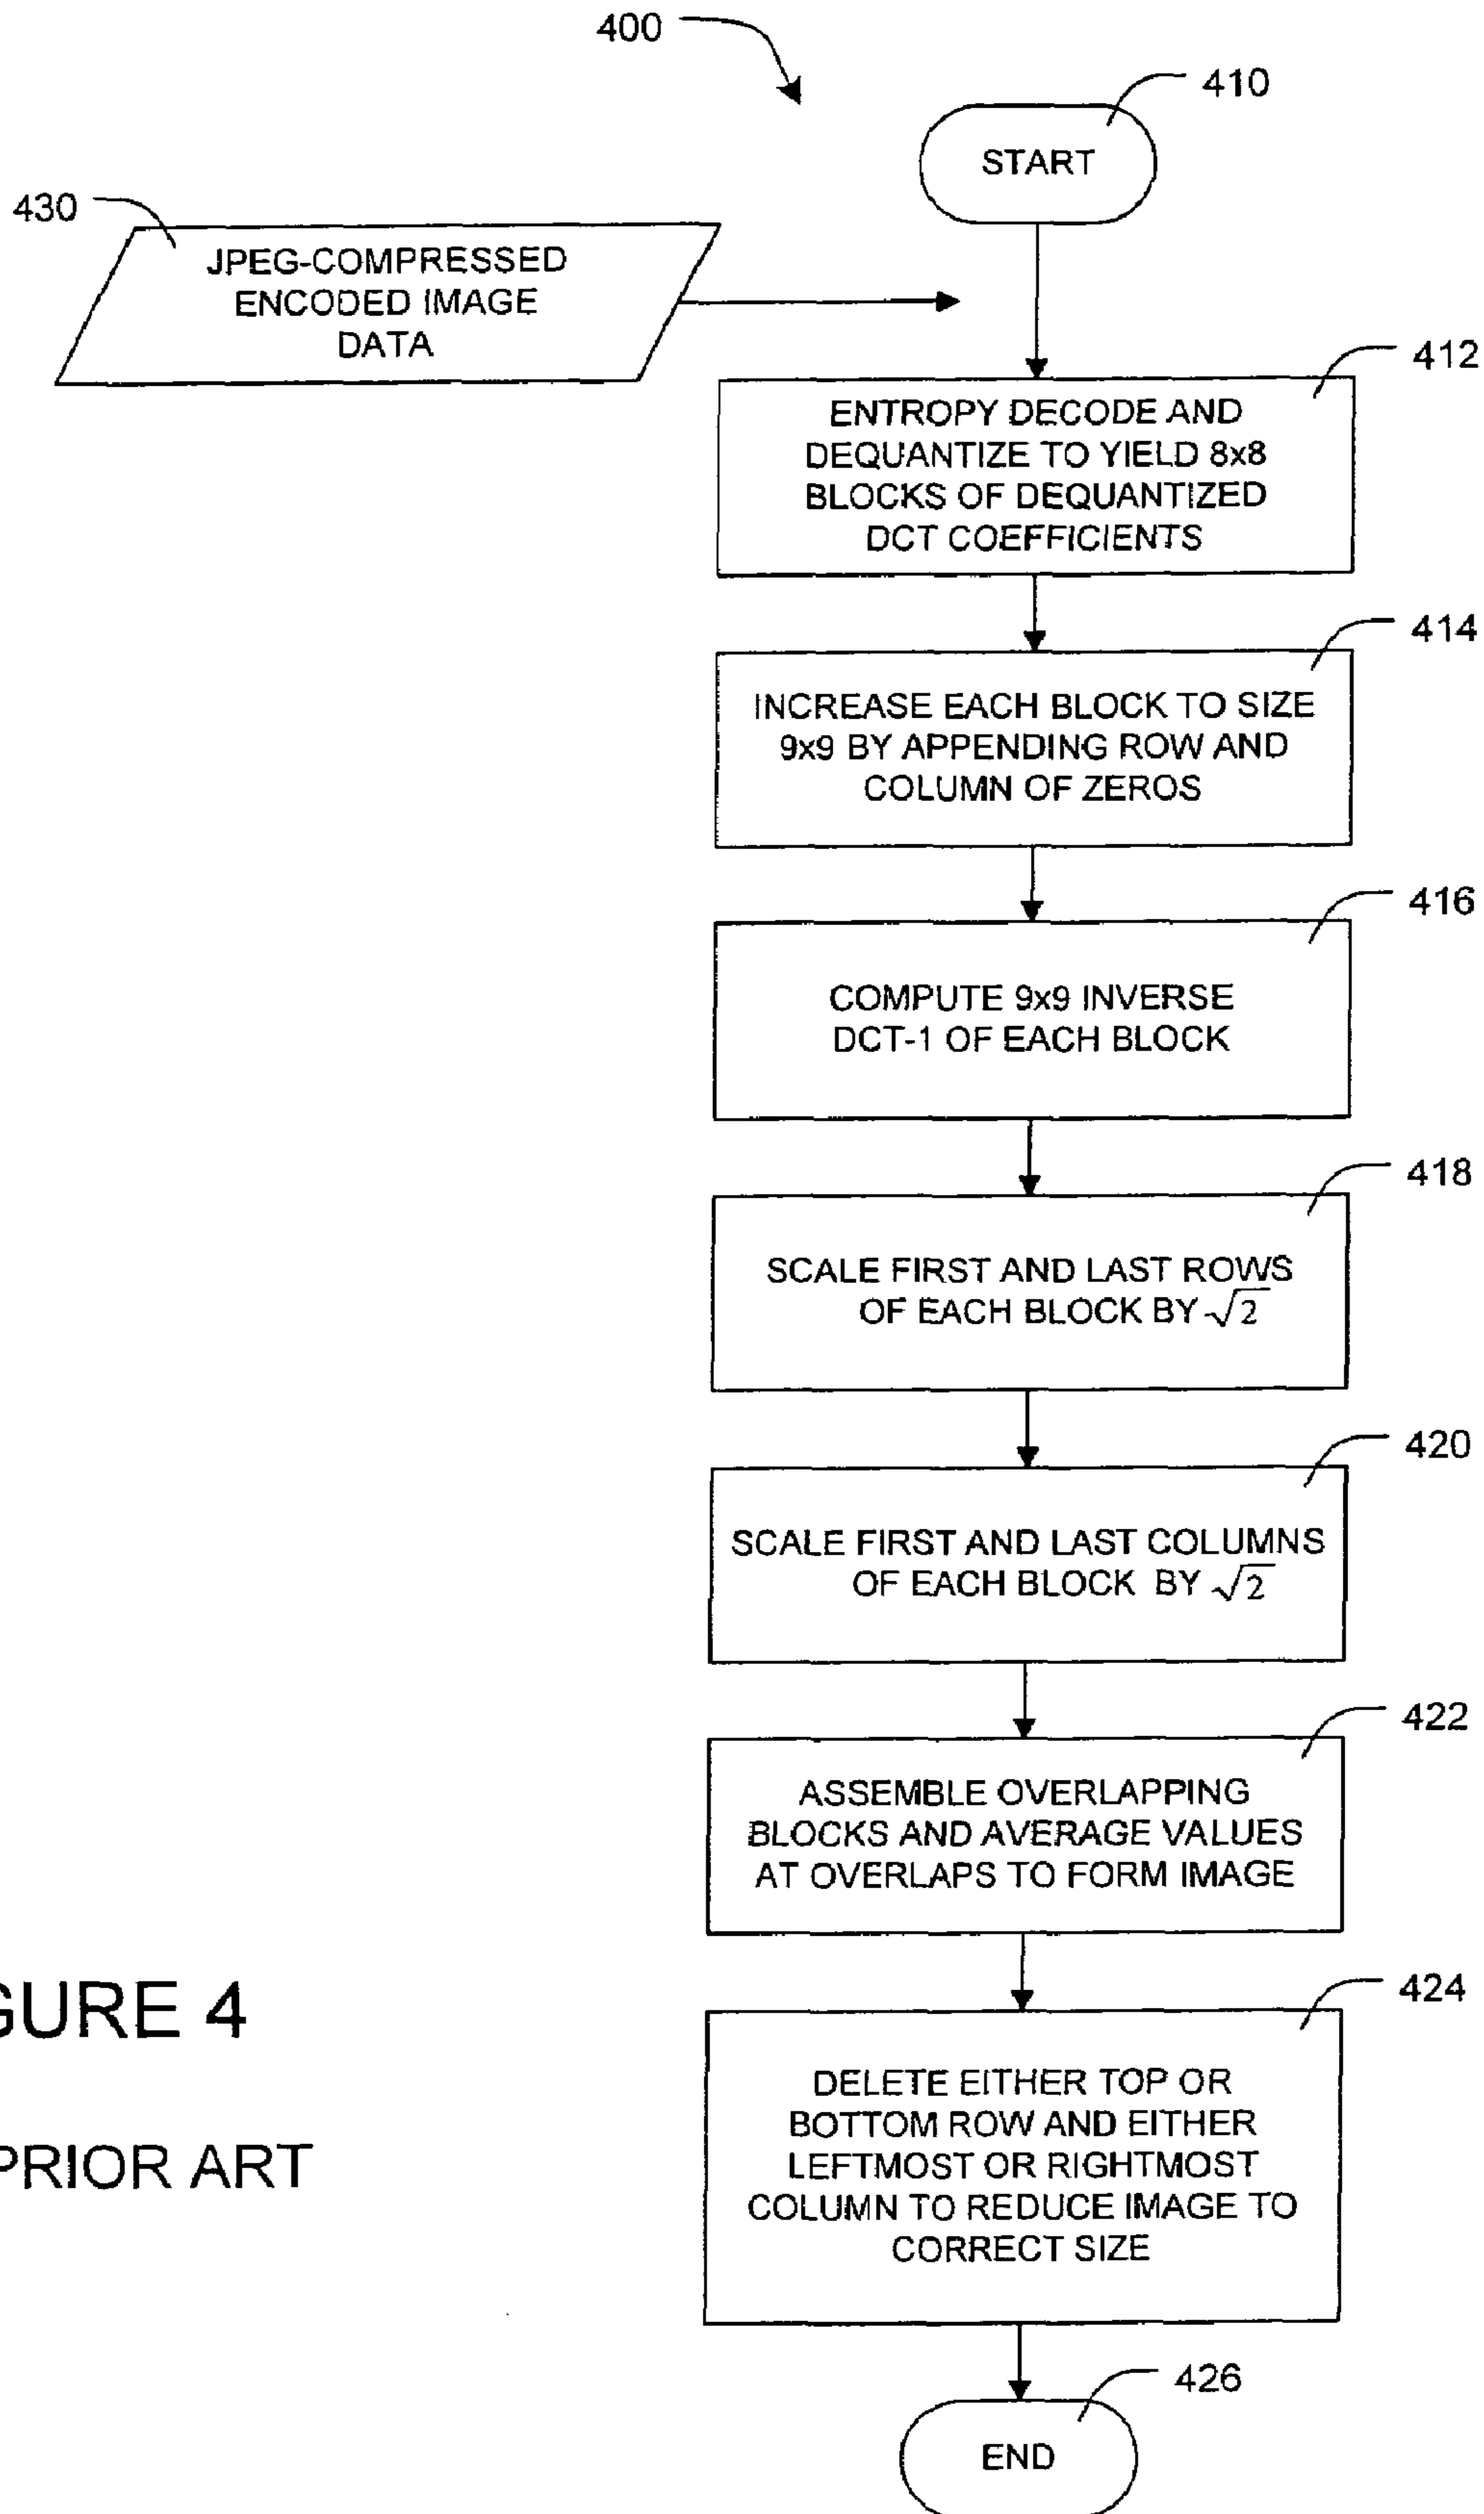 400
410
START
430
JPEG-COMPRESSED
ENCODED IMAGE
DATA
412
ENTROPY DECODE AND
DEQUANTIZE TO YIELD 8x8
BLOCKS OF DEQUANTIZED
DCT COEFFICIENTS
414
INCREASE EACH BLOCK TO SIZE
9x9 BY APPENDING ROW AND
COLUMN OF ZEROS
416
COMPUTE 9x9 INVERSE
DCT-1 OF EACH BLOCK
418
SCALE FIRST AND LAST ROWS
OF EACH BLOCK BY √2
420
SCALE FIRST AND LAST COLUMNS
OF EACH BLOCK BY √2
422
ASSEMBLE OVERLAPPING
BLOCKS AND AVERAGE VALUES
AT OVERLAPS TO FORM IMAGE
424
DELETE EITHER TOP OR
BOTTOM ROW AND EITHER
LEFTMOST OR RIGHTMOST
COLUMN TO REDUCE IMAGE TO
CORRECT SIZE
GURE 4
PRIOR ART
426
END